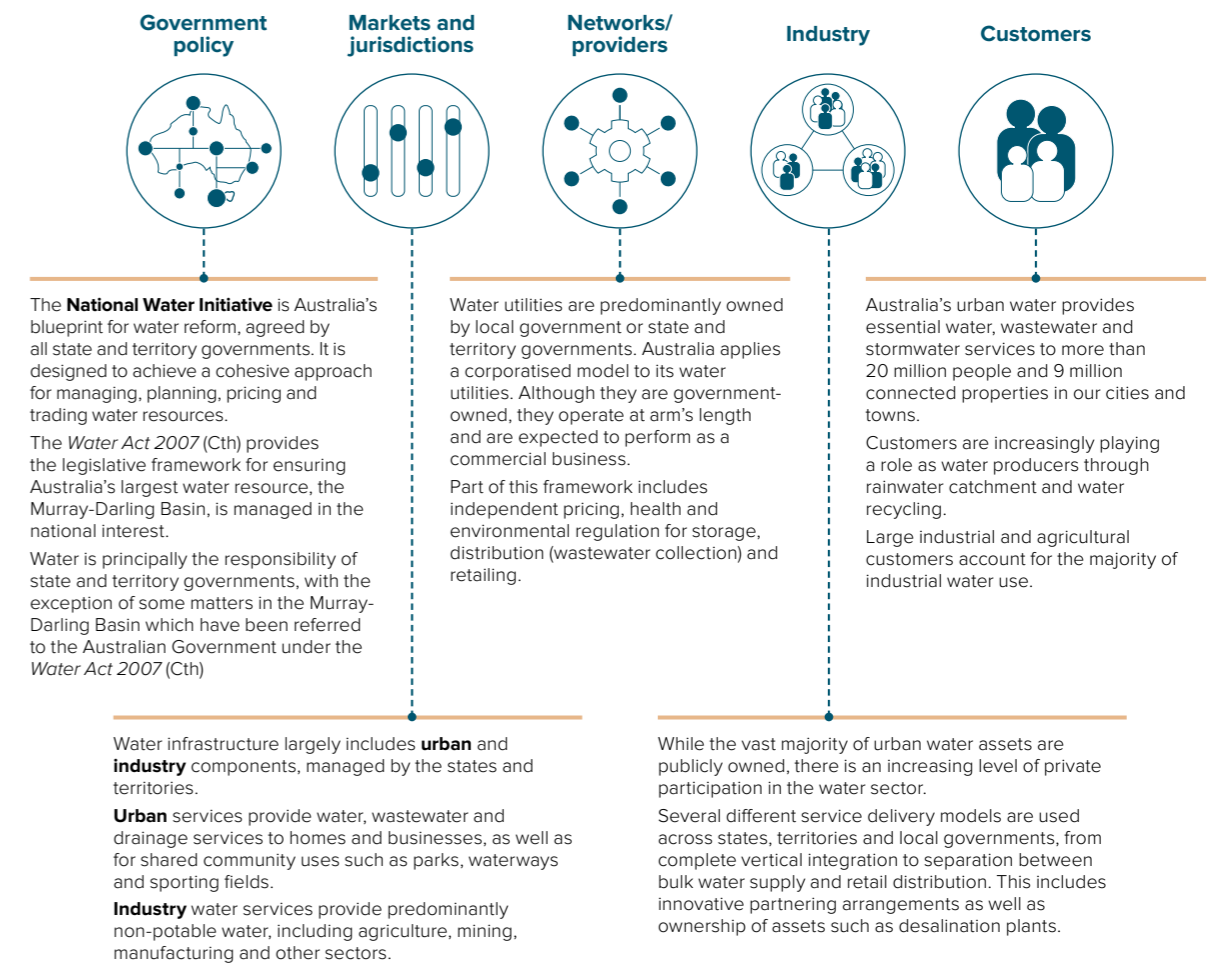 Government
policy
Markets and
jurisdictions
Networks/
providers
Industry
Customers
The National Water Initiative is Australia’s
blueprint for water reform, agreed by
all state and territory governments. It is
designed to achieve a cohesive approach
for managing, planning, pricing and
trading water resources.
The Water Act 2007 (Cth) provides
the legislative framework for ensuring
Australia’s largest water resource, the
Murray-Darling Basin, is managed in the
national interest.
Water is principally the responsibility of
state and territory governments, with the
exception of some matters in the Murray-
Darling Basin which have been referred
to the Australian Government under the
Water Act 2007 (Cth)
Water utilities are predominantly owned
by local government or state and
territory governments. Australia applies
a corporatised model to its water
utilities. Although they are government-
owned, they operate at arm’s length
and are expected to perform as a
commercial business.
Part of this framework includes
independent pricing, health and
environmental regulation for storage,
distribution (wastewater collection) and
retailing.
Australia’s urban water provides
essential water, wastewater and
stormwater services to more than
20 million people and 9 million
connected properties in our cities and
towns.
Customers are increasingly playing
a role as water producers through
rainwater catchment and water
recycling.
Large industrial and agricultural
customers account for the majority of
industrial water use.
Water infrastructure largely includes urban and
industry components, managed by the states and
territories.
Urban services provide water, wastewater and
drainage services to homes and businesses, as well as
for shared community uses such as parks, waterways
and sporting fields.
Industry water services provide predominantly
non-potable water, including agriculture, mining,
manufacturing and other sectors.
While the vast majority of urban water assets are
publicly owned, there is an increasing level of private
participation in the water sector.
Several different service delivery models are used
across states, territories and local governments, from
complete vertical integration to separation between
bulk water supply and retail distribution. This includes
innovative partnering arrangements as well as
ownership of assets such as desalination plants.